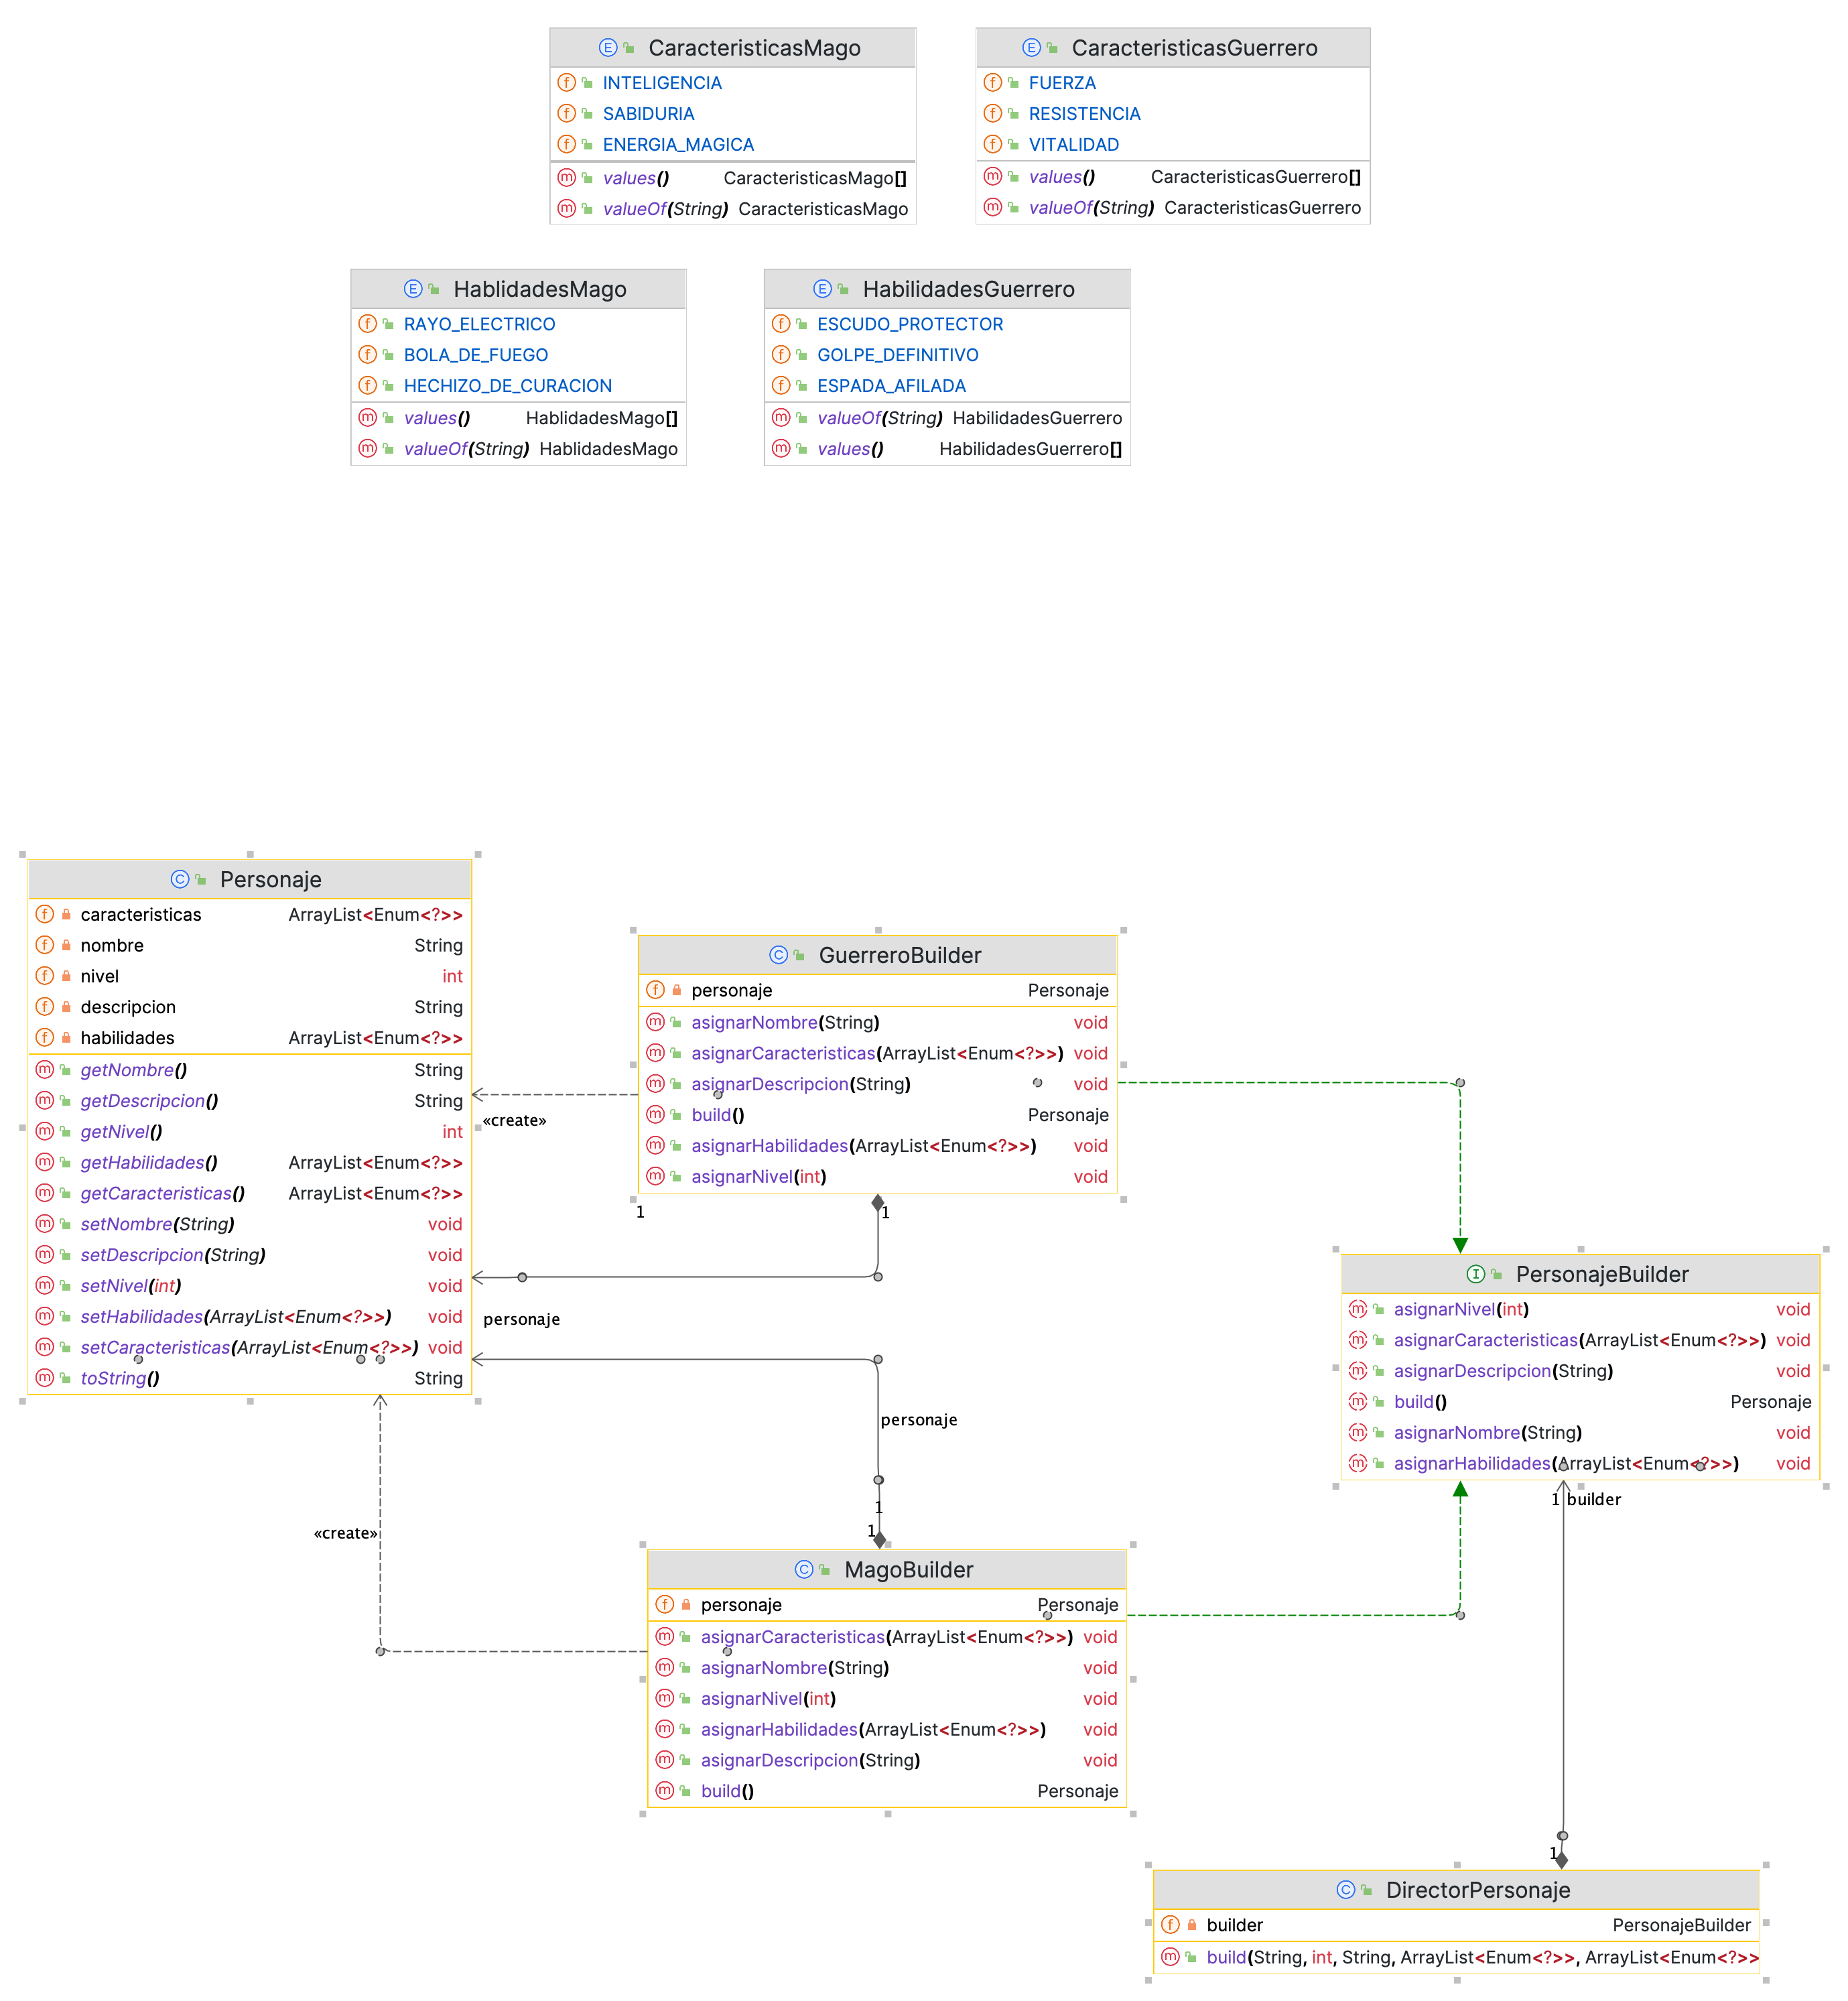 CaracteristicasMago
INTELIGENCIA
SABIDURIA
ENERGIA_MAGICA
values() CaracteristicasMago[]
valueOf(String) CaracteristicasMago
CaracteristicasGuerrero
FUERZA
RESISTENCIA
VITALIDAD
values() CaracteristicasGuerrero[]
valueOf(String) CaracteristicasGuerrero
HablidadesMago
RAYO_ELECTRICO
BOLA_DE_FUEGO
HECHIZO_DE_CURACION
values() HablidadesMago[]
valueOf(String) HablidadesMago
HabilidadesGuerrero
ESCUDO_PROTECTOR
GOLPE_DEFINITIVO
ESPADA_AFILADA
valueOf(String) HabilidadesGuerrero
values() HabilidadesGuerrero[]
Personaje
caracteristicas ArrayList<Enum<?>>
nombre String
nivel int
descripcion String
habilidades ArrayList<Enum<?>>
getNombre() String
getDescripcion() String
getNivel() int
getHabilidades() ArrayList<Enum<?>>
getCaracteristicas() ArrayList<Enum<?>>
setNombre(String) void
setDescripcion(String) void
setNivel(int) void
setHabilidades(ArrayList<Enum<?>>) void
setCaracteristicas(ArrayList<Enum<?>>) void
toString() String
GuerreroBuilder
personaje Personaje
asignarNombre(String) void
asignarCaracteristicas(ArrayList<Enum<?>>) void
asignarDescripcion(String) void
build() Personaje
asignarHabilidades(ArrayList<Enum<?>>) void
asignarNivel(int) void
«create»
1
1
personaje
PersonajeBuilder
asignarNivel(int) void
asignarCaracteristicas(ArrayList<Enum<?>>) void
asignarDescripcion(String) void
build() Personaje
asignarNombre(String) void
asignarHabilidades(ArrayList<Enum<?>>) void
personaje
1
1
«create»
1 builder
MagoBuilder
personaje Personaje
asignarCaracteristicas(ArrayList<Enum<?>>) void
asignarNombre(String) void
asignarNivel(int) void
asignarHabilidades(ArrayList<Enum<?>>) void
asignarDescripcion(String) void
build() Personaje
1
DirectorPersonaje
builder PersonajeBuilder
build(String, int, String, ArrayList<Enum<?>>, ArrayList<Enum<?>>